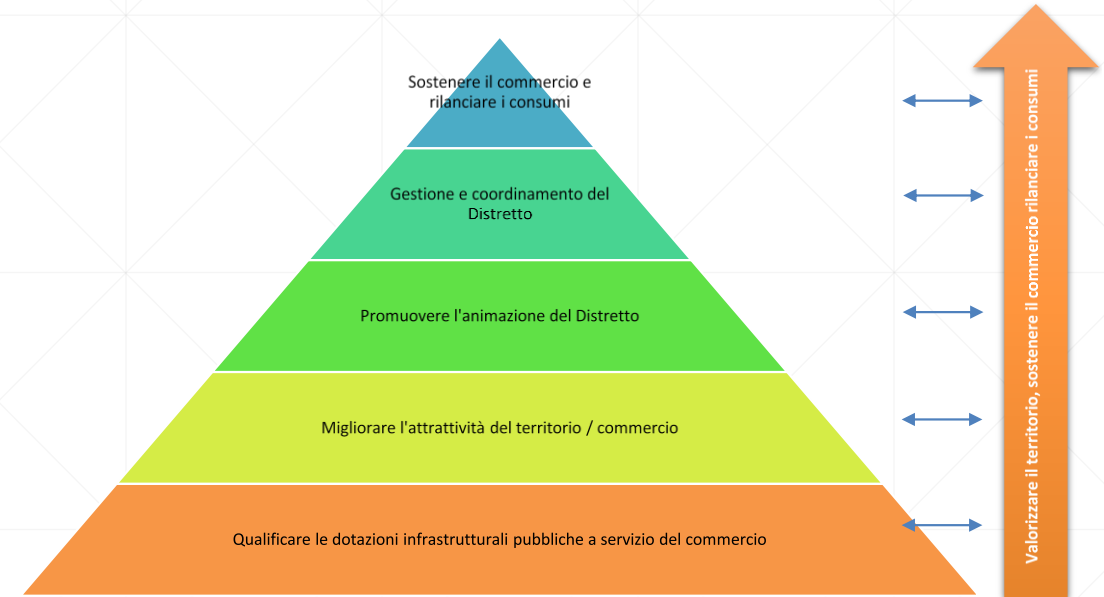 Sostenere il commercio e
rilanciare i consumi
Gestione e coordinamento del
Distretto
Promuovere l'animazione del Distretto
Migliorare l'attrattività del territorio / commercio
Qualificare le dotazioni infrastrutturali pubbliche a servizio del commercio
Valorizzare il territorio, sostenere il commercio rilanciare i consumi